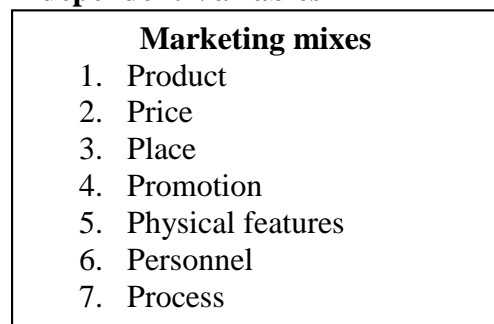 Marketing mixes
1. Product
2. Price
3. Place
4. Promotion
5. Physical features
6. Personnel
7. Process